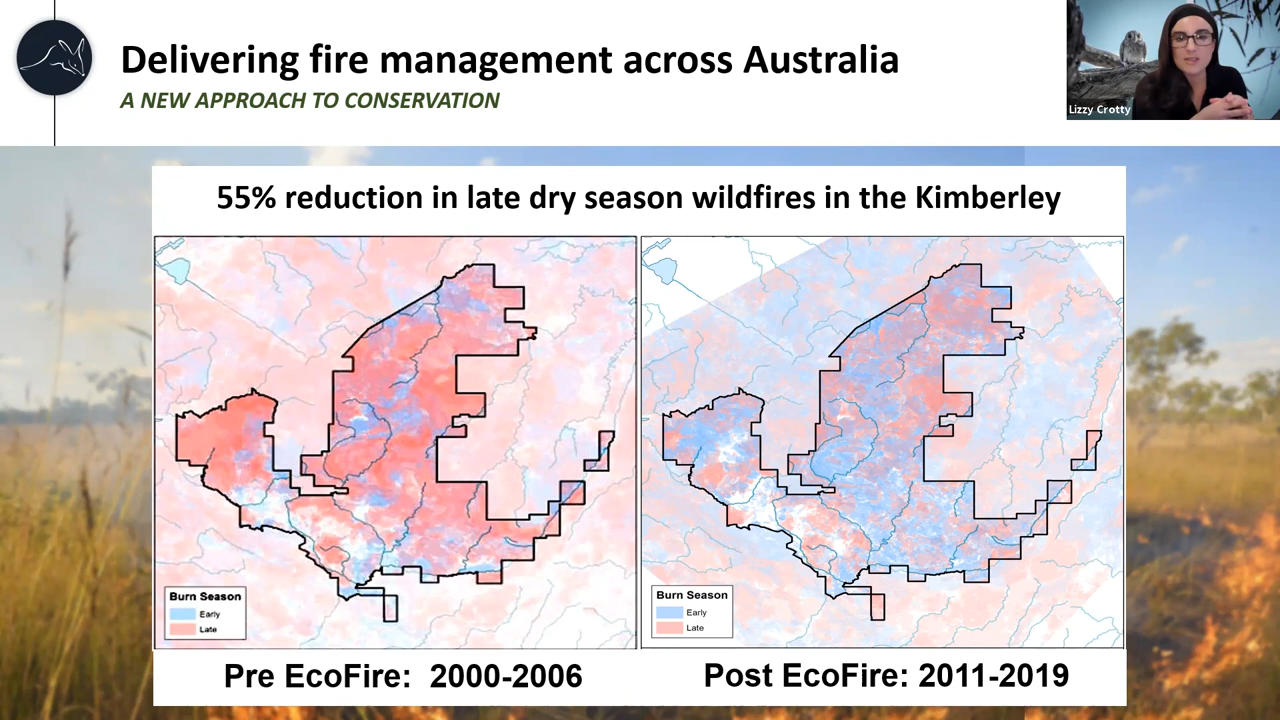 Delivering fire management across Australia
A NEW APPROACH TO CONSERVATION
Lizzy Crotty
55% reduction in late dry season wildfires in the Kimberley
Burn Season
Early
Late
Burn Season
Early
Late
Pre EcoFire: 2000-2006
Post EcoFire: 2011-2019